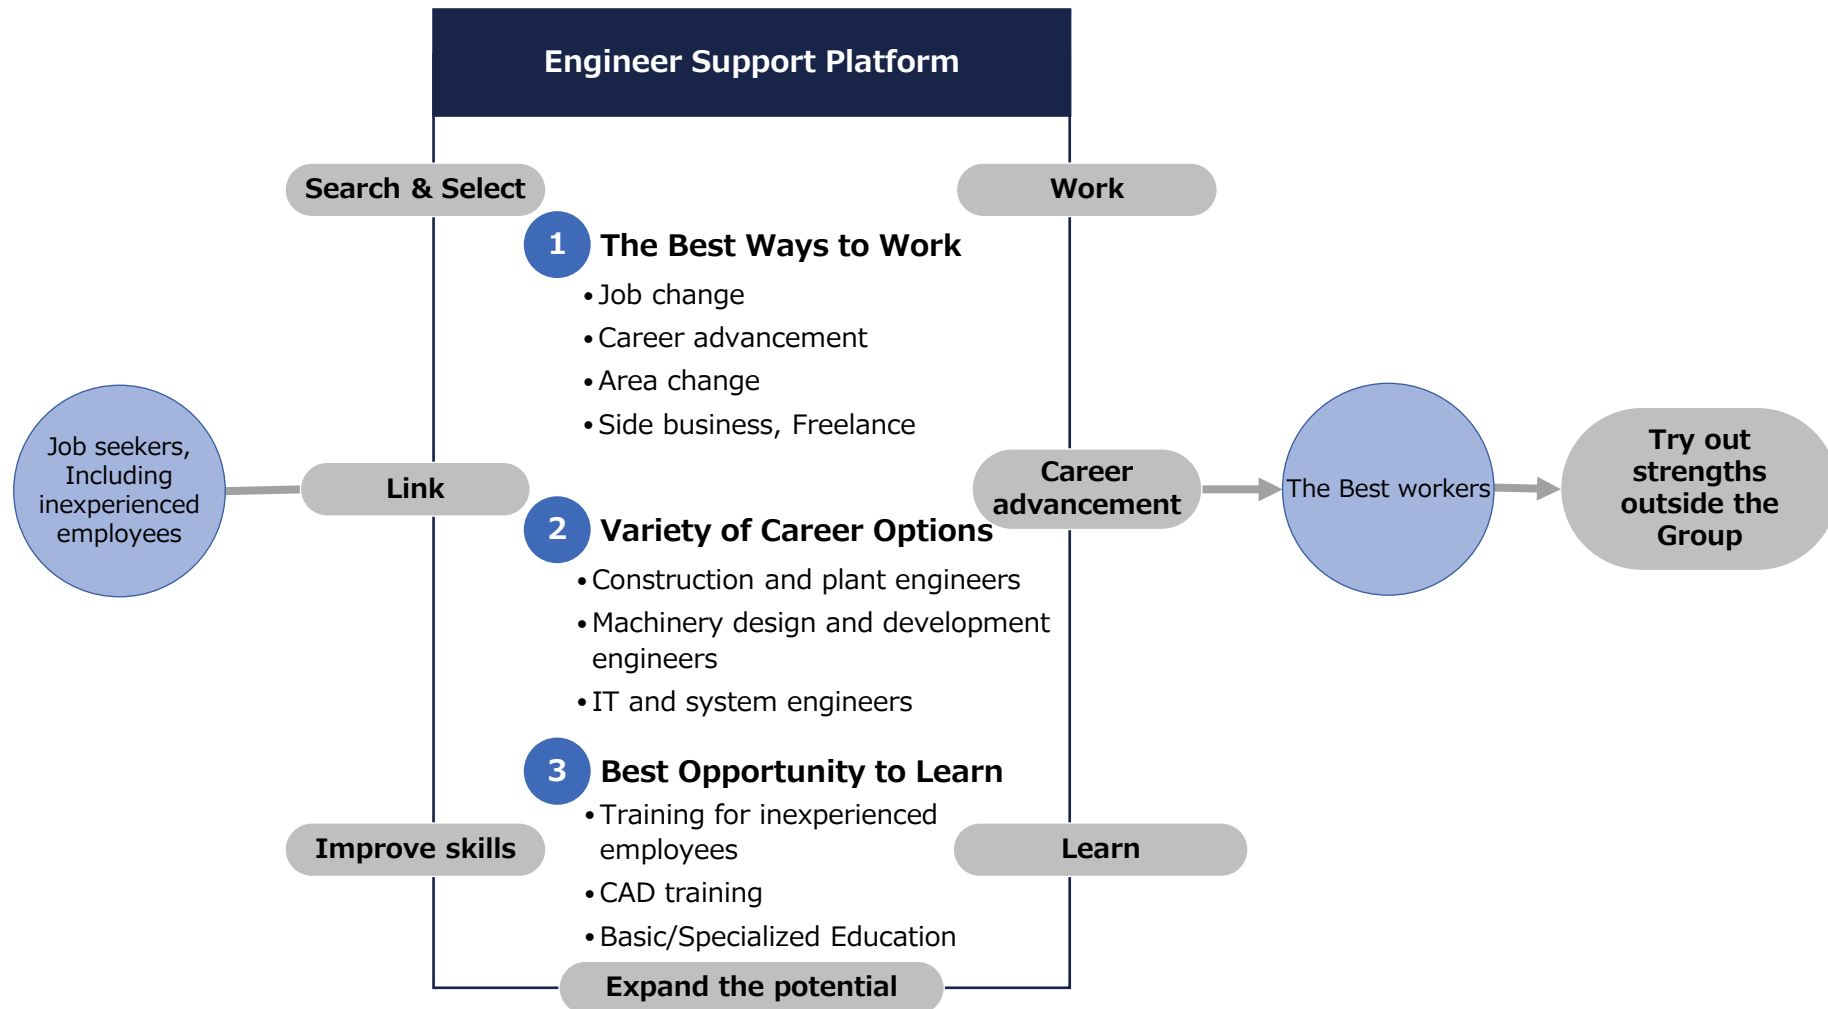 Engineer Support Platform
Search & Select
Work
1 The Best Ways to Work
•Job change
•Career advancement
•Area change
•Side business, Freelance
Job seekers,
Including
inexperienced
employees
Link
Career
advancement
The Best workers
Try out
strengths
outside the
Group
2 Variety of Career Options
•Construction and plant engineers
•Machinery design and development
engineers
•IT and system engineers
3 Best Opportunity to Learn
•Training for inexperienced
employees
•CAD training
•Basic/Specialized Education
Improve skills
Learn
Expand the potential